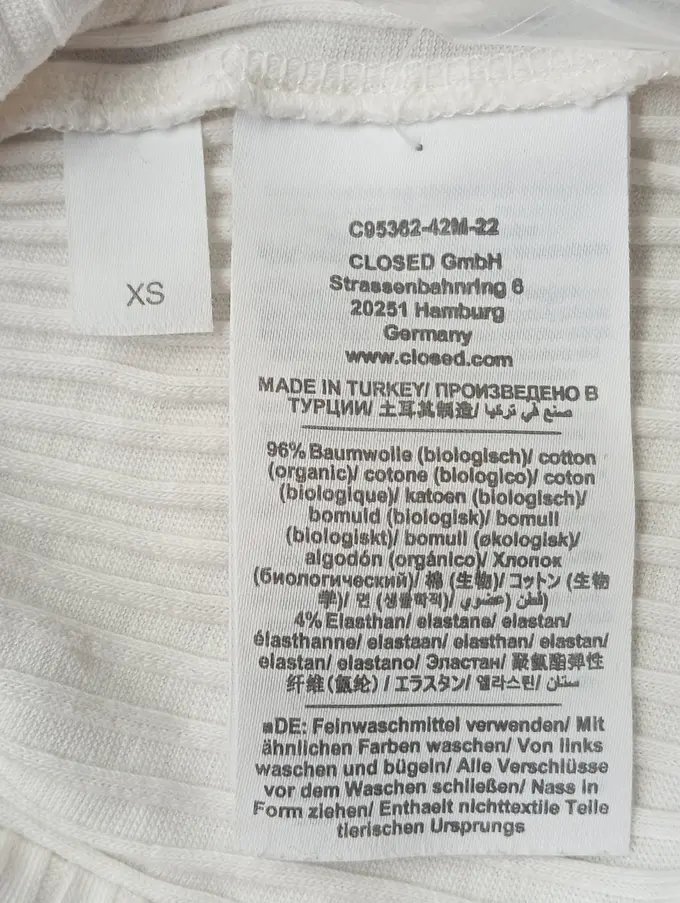 XS
C95362-42M-22
CLOSED GmbH
Strassenbahnring 6
20251 Hamburg
Germany
www.closed.com
MADE IN TURKEY/ ПРОИЗВЕДЕНО В
ТУРЦИИ/ 土耳其制造/ صنع في تركيا
96% Baumwolle (biologisch)/ cotton
(organic)/ cotone (biologico)/ coton
(biologique)/ katoen (biologisch)/
bomuld (biologisk)/ bomull
(biologiskt)/ bomull (økologisk)/
algodón (orgánico)/ Хлопок
(биологический)/ 棉 (生物)/ コットン (生物
学)/ 면 (생물학적)/ قطن (عضوي)
4% Elasthan/ elastane/ elastan/
élasthanne/ elastaan/ elasthan/ elastan/
elastan/ elastano/ Эластан/ 聚氨酯弹性
纤维（氨纶）/ エラスタン/ 엘라스틴/
DE: Feinwaschmittel verwenden/ Mit
ähnlichen Farben waschen/ Von links
waschen und bügeln/ Alle Verschlüsse
vor dem Waschen schließen/ Nass in
Form ziehen/ Enthaelt nichttextile Teile
tierischen Ursprungs